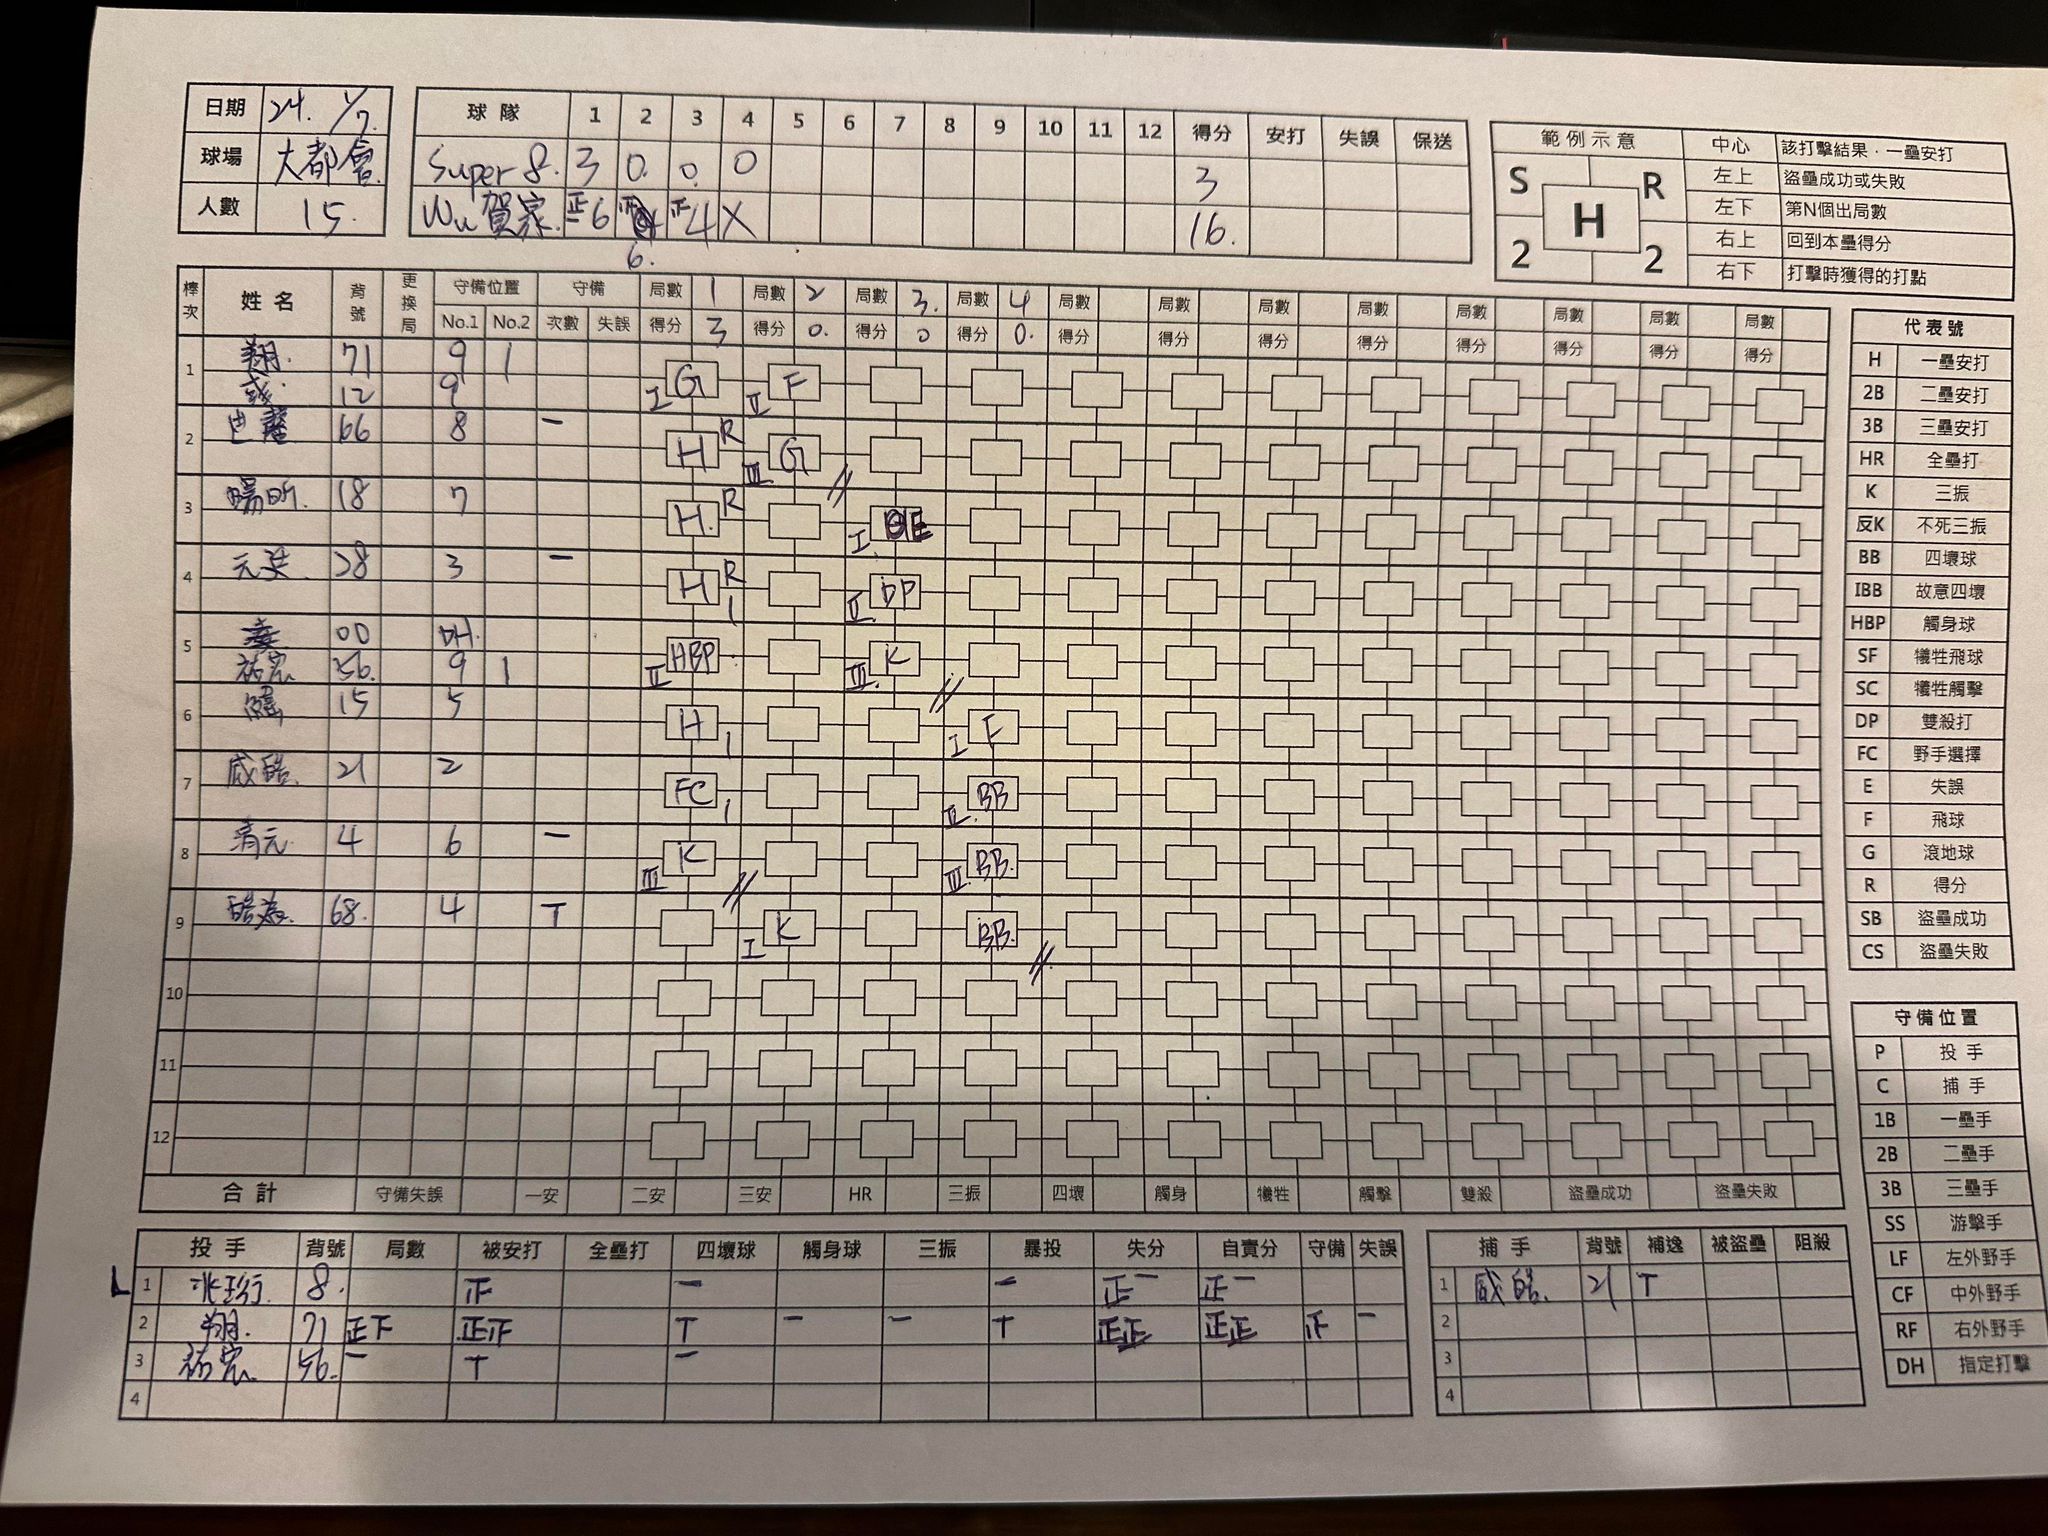 日期 24. 1/7.
球場 大都會.
人數 15.
球隊 1 2 3 4 5 6 7 8 9 10 11 12 得分 安打 失誤 保送
Super 8. 3 0. 0. 0 3
Wu賀家. 6 4 X 16.
6.
範例示意
S R
H
2 2
中心 該打擊結果．一壘安打
左上 盜壘成功或失敗
左下 第N個出局數
右上 回到本壘得分
右下 打擊時獲得的打點
棒次 姓名 背號 更換局 守備位置 守備 局數 1 局數 2 局數 3. 局數 4 局數 局數 局數 局數 局數 局數 局數 局數
No.1 No.2 次數 失誤 得分 3 得分 0. 得分 0 得分 0. 得分 得分 得分 得分 得分 得分 得分 得分
1 翔. 71 9 1 I G II F
12 9
2 66 8 一 H R III G //
3 暘昕. 18 7 H. R I. E
4 元 28 3 一 H R 1 II. DP
5 00 DH. II HBP III. K //
祐宏 56. 9 1
6 15 5 H 1 I F
7 威皓. 21 2 FC 1 II. BB
8 清元 4 6 一 III K // III. BB.
9 68. 4 T I K BB. //
10
11
12
合計 守備失誤 一安 二安 三安 HR 三振 四壞 觸身 犧牲 觸擊 雙殺 盜壘成功 盜壘失敗
代表號
H 一壘安打
2B 二壘安打
3B 三壘安打
HR 全壘打
K 三振
反K 不死三振
BB 四壞球
IBB 故意四壞
HBP 觸身球
SF 犧牲飛球
SC 犧牲觸擊
DP 雙殺打
FC 野手選擇
E 失誤
F 飛球
G 滾地球
R 得分
SB 盜壘成功
CS 盜壘失敗
守備位置
P 投手
C 捕手
1B 一壘手
2B 二壘手
3B 三壘手
SS 游擊手
LF 左外野手
CF 中外野手
RF 右外野手
DH 指定打擊
投手 背號 局數 被安打 全壘打 四壞球 觸身球 三振 暴投 失分 自責分 守備 失誤
L 1 8. 正 一 一 正一 正一
2 翔. 71 正下 正正 T 一 一 T 正正 正正 正 一
3 祐宏 56. 一 T 一
4
捕手 背號 補逸 被盜壘 阻殺
1 威皓. 21 T
2
3
4